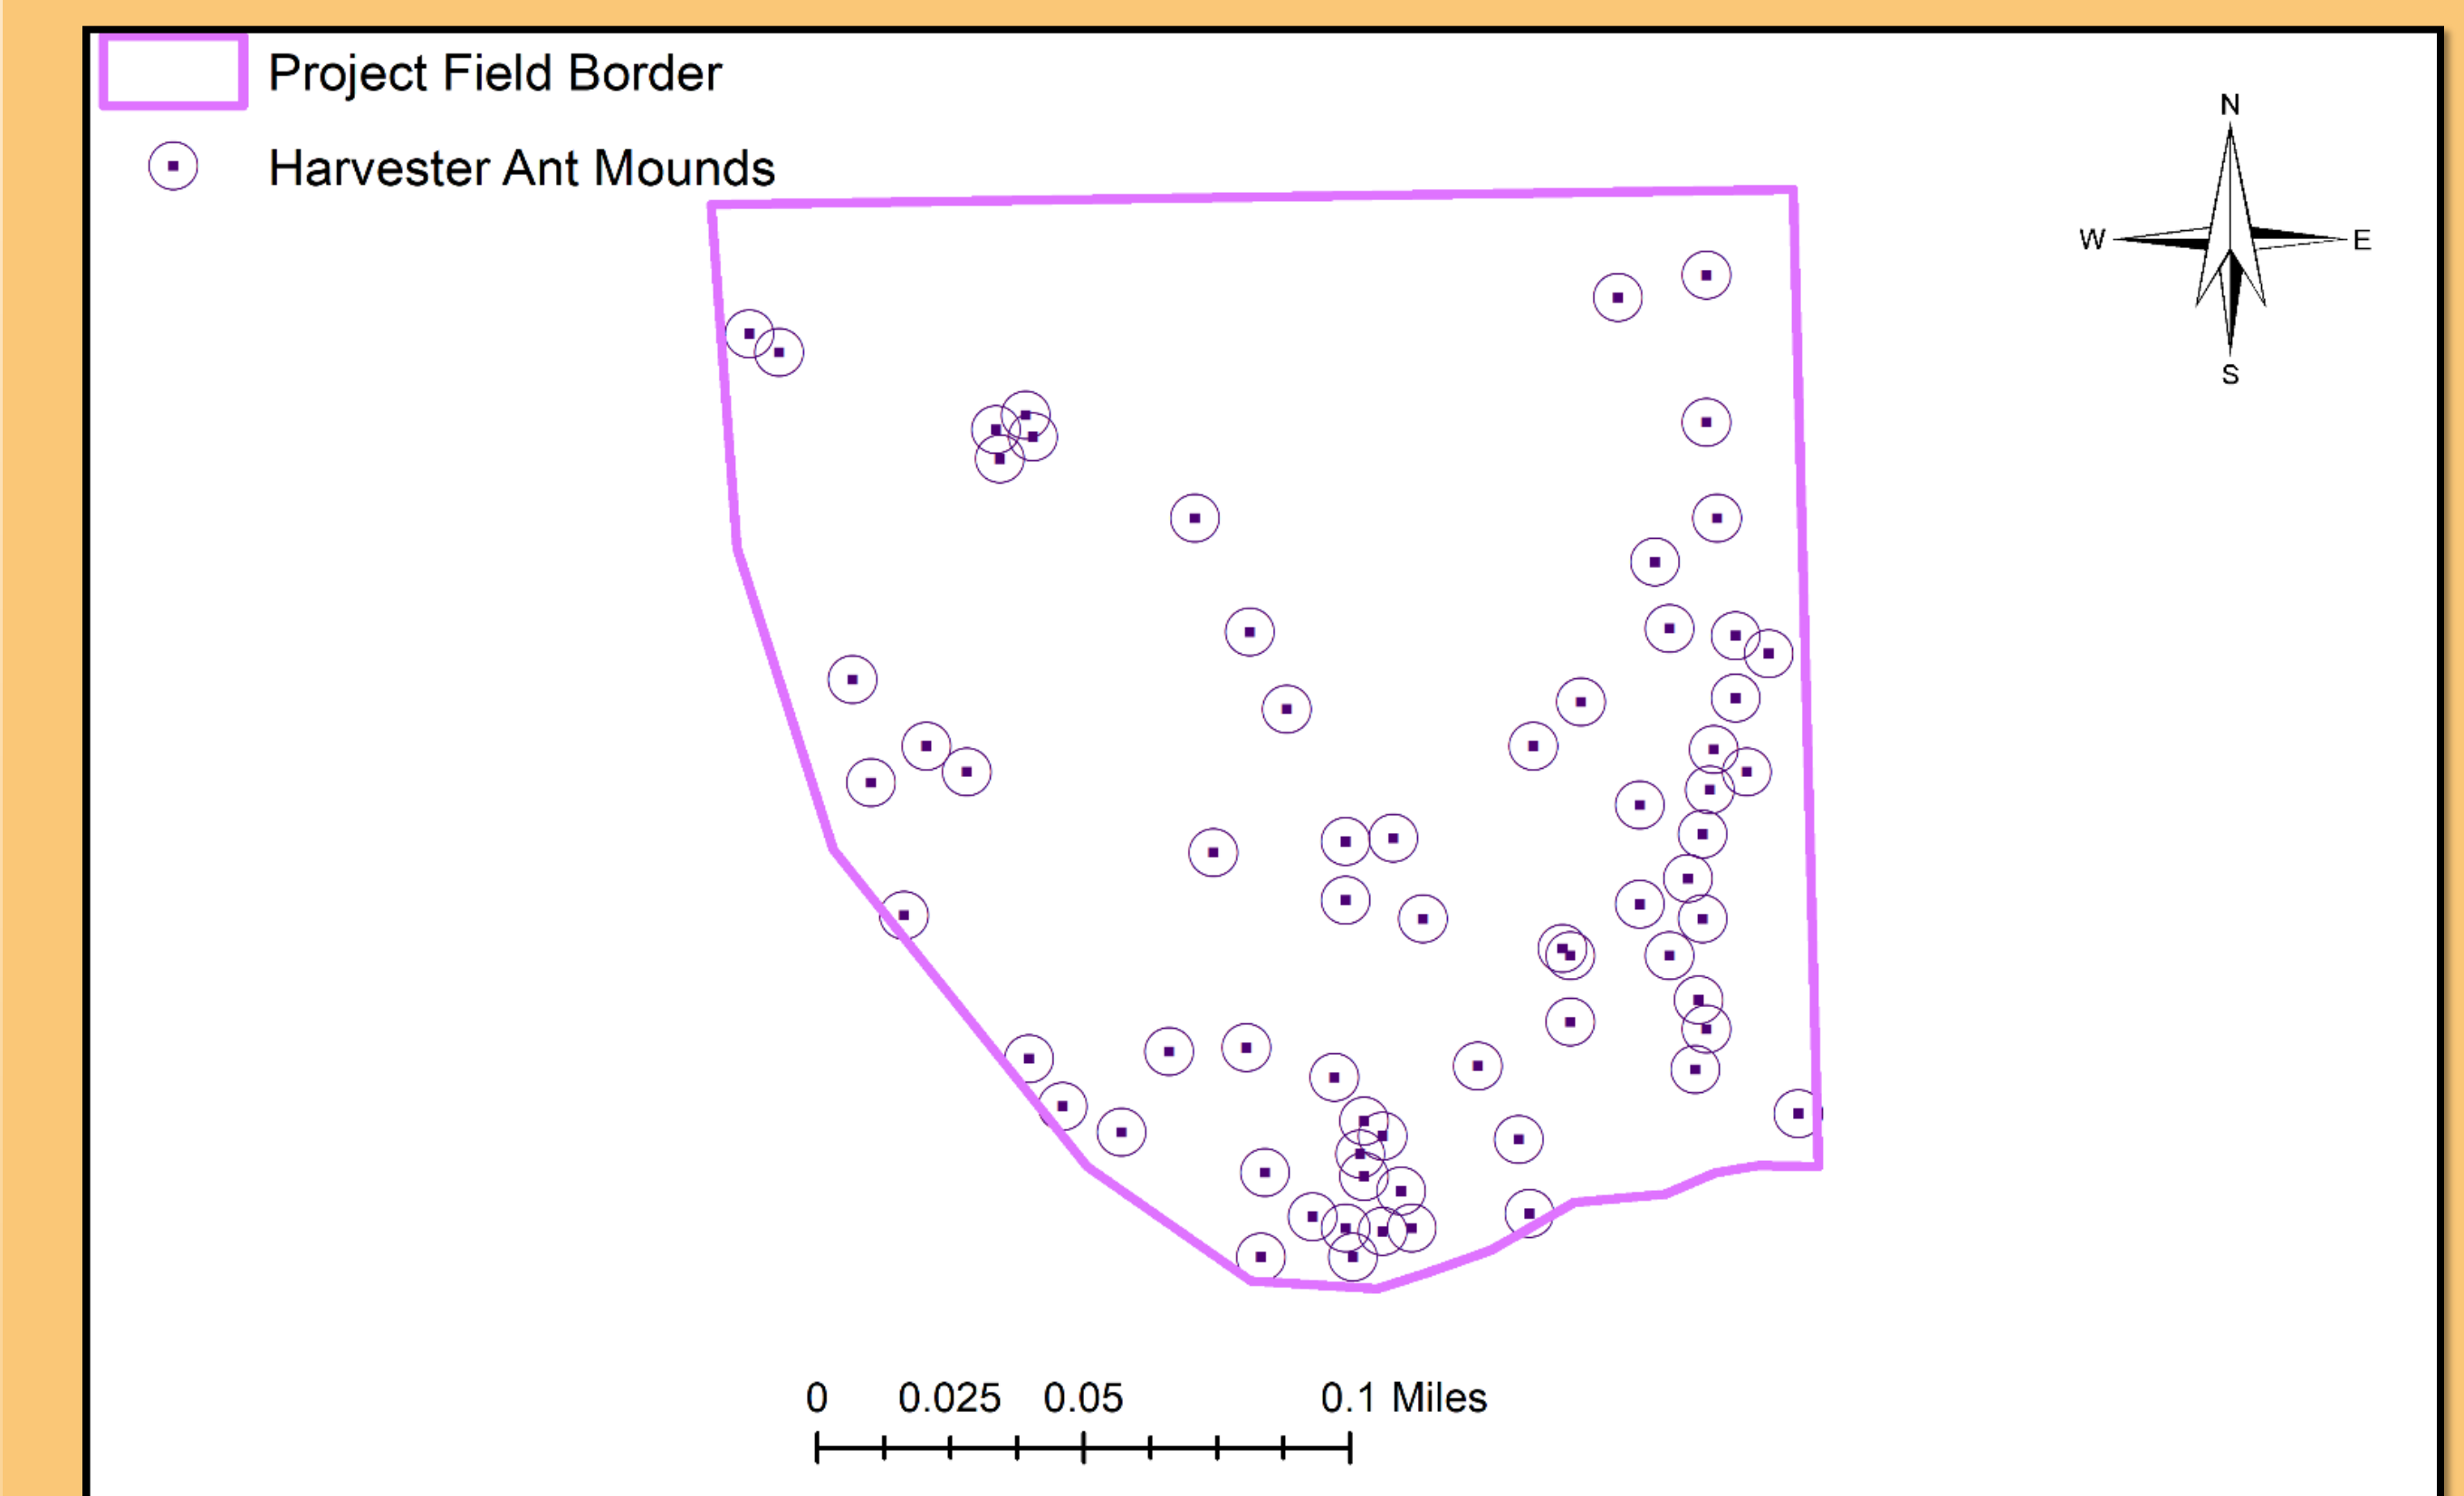 Project Field Border
Harvester Ant Mounds
N
W E
S
0 0.025 0.05 0.1 Miles